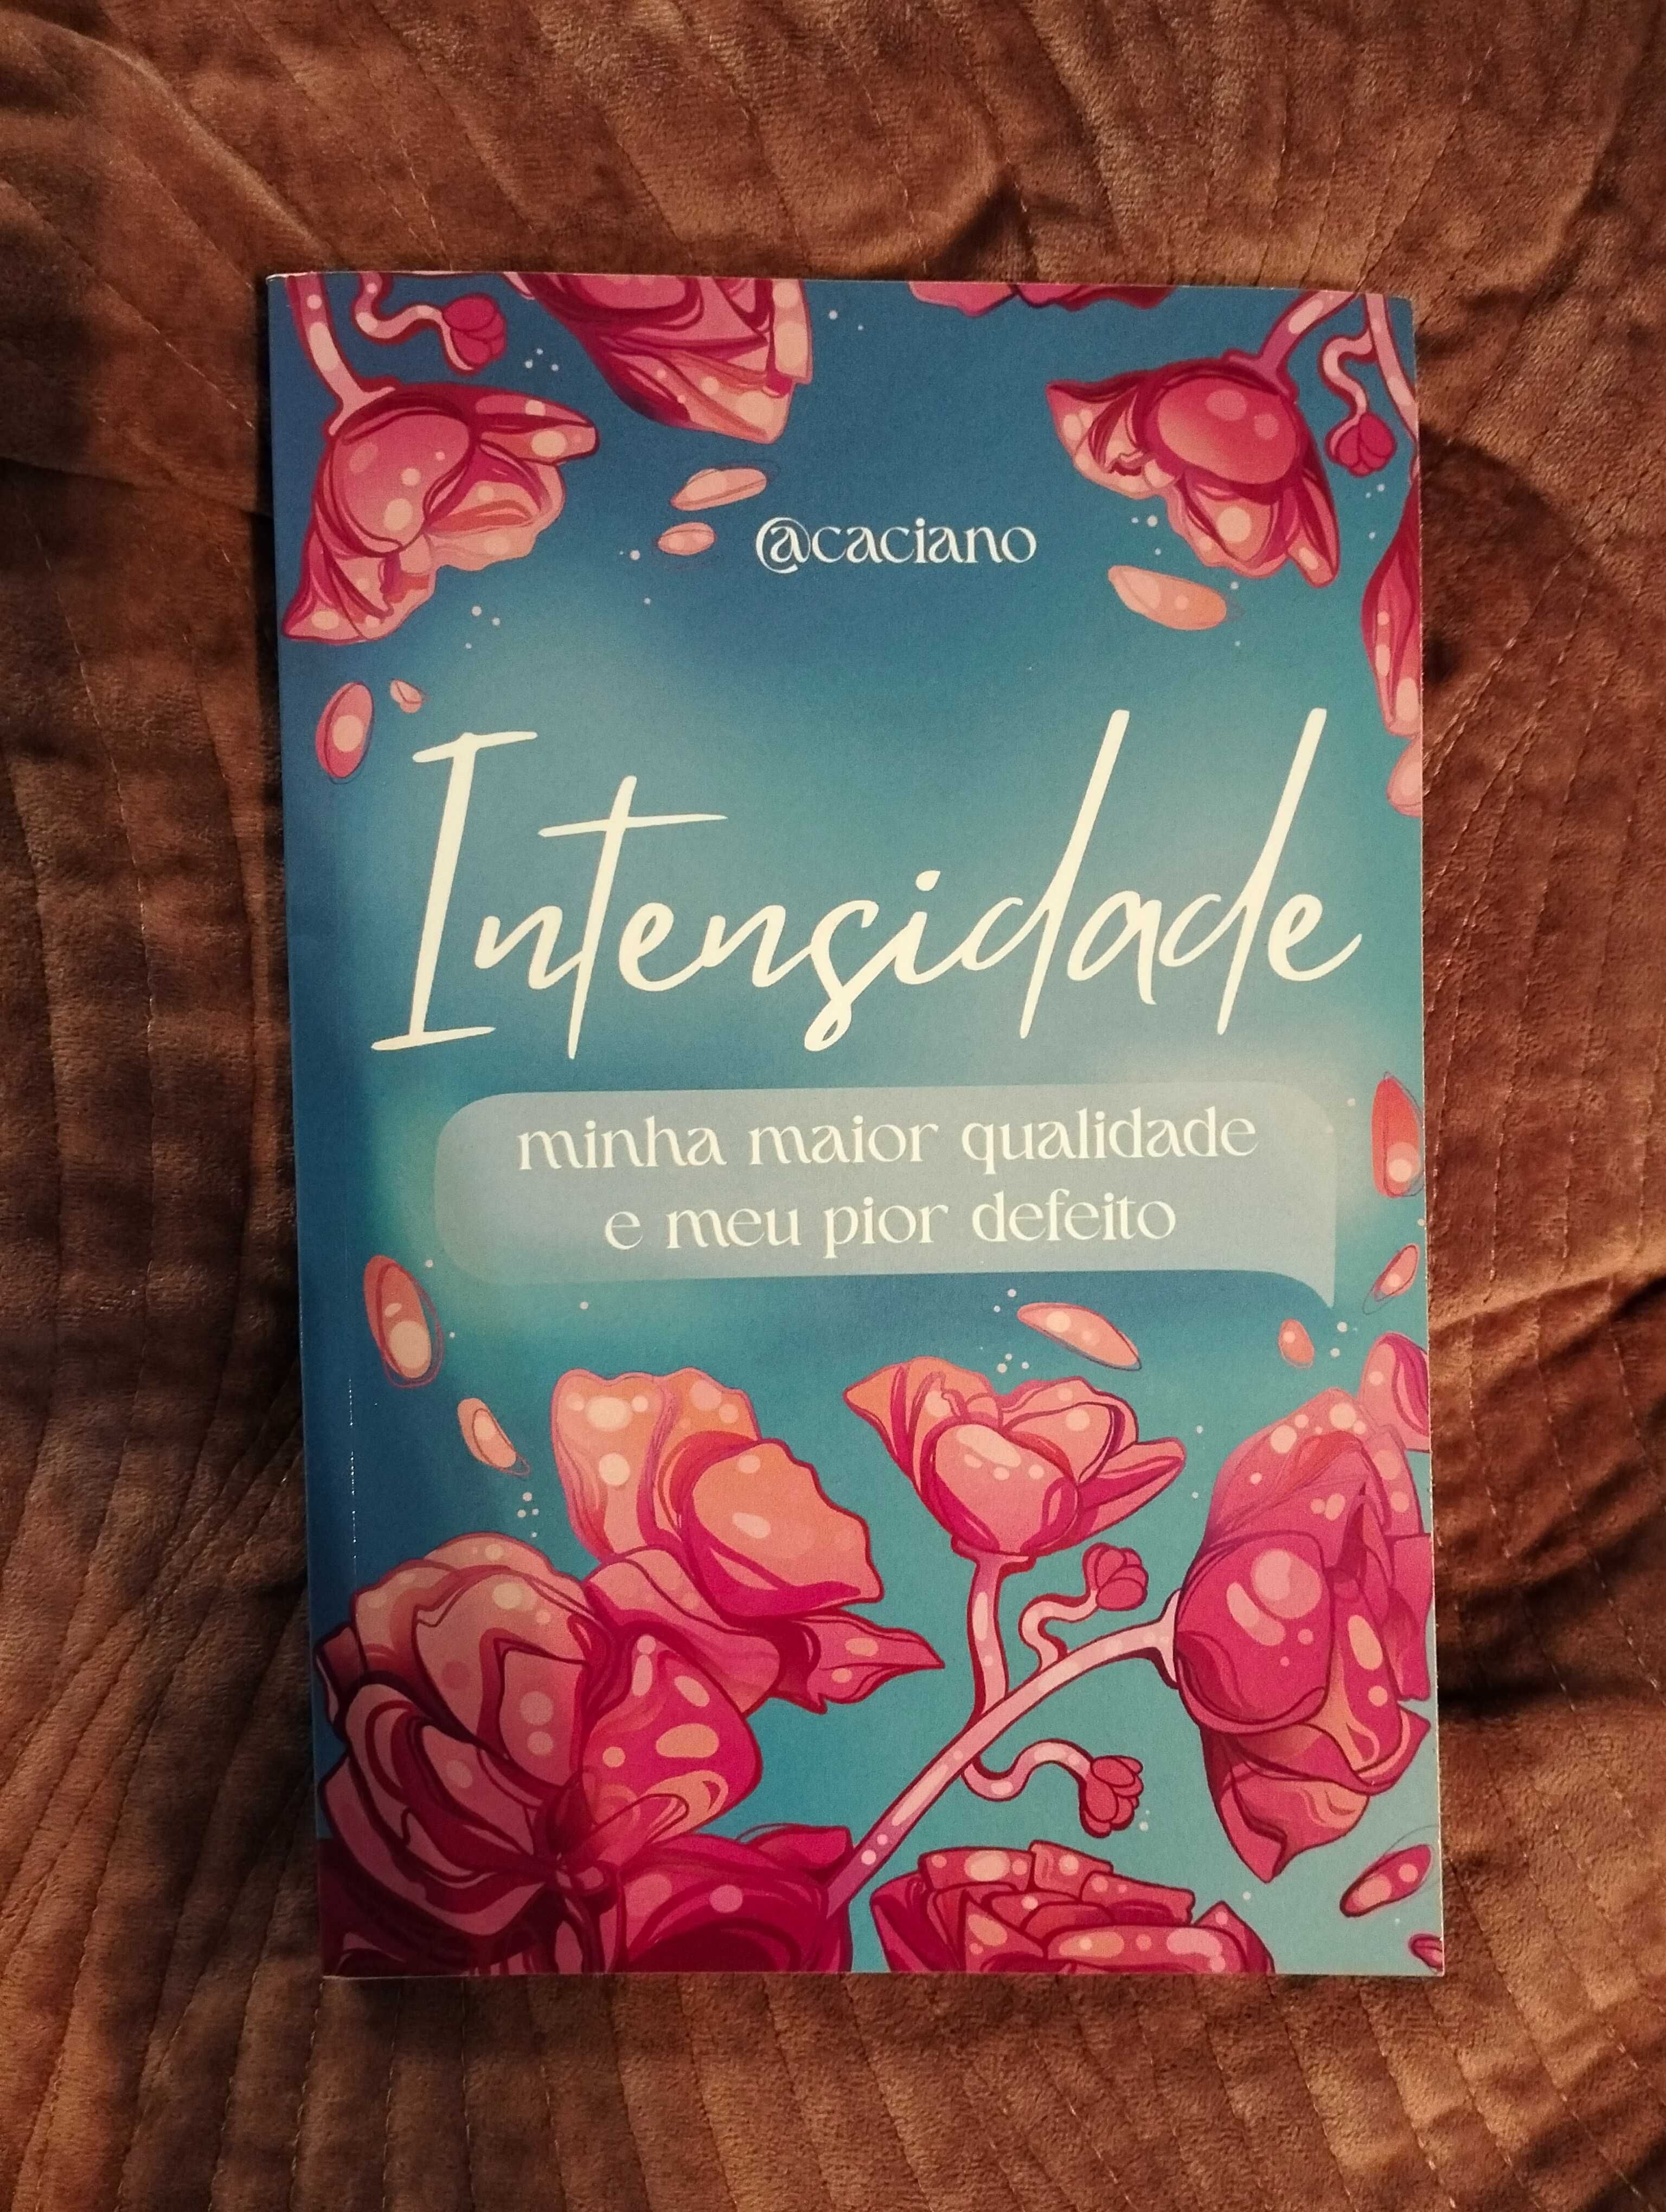 @caciano
Intensidade
minha maior qualidade
e meu pior defeito